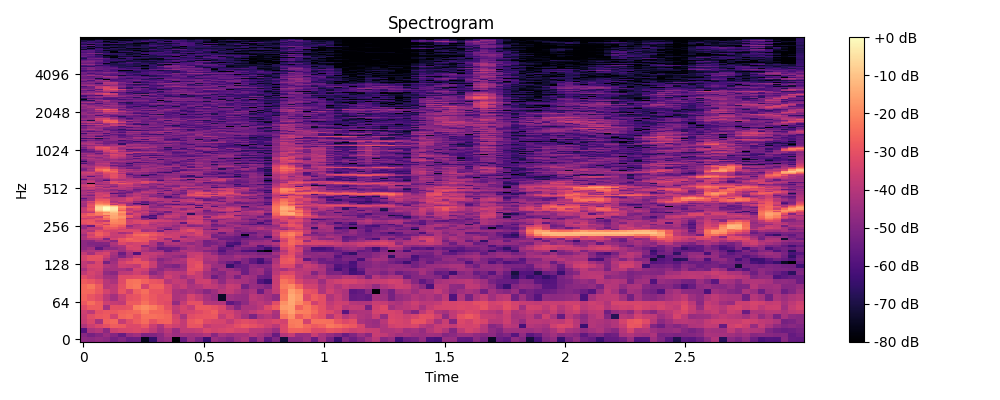 Spectrogram
Hz
4096
2048
1024
512
256
128
64
0
0
0.5
1
1.5
2
2.5
Time
+0 dB
-10 dB
-20 dB
-30 dB
-40 dB
-50 dB
-60 dB
-70 dB
-80 dB